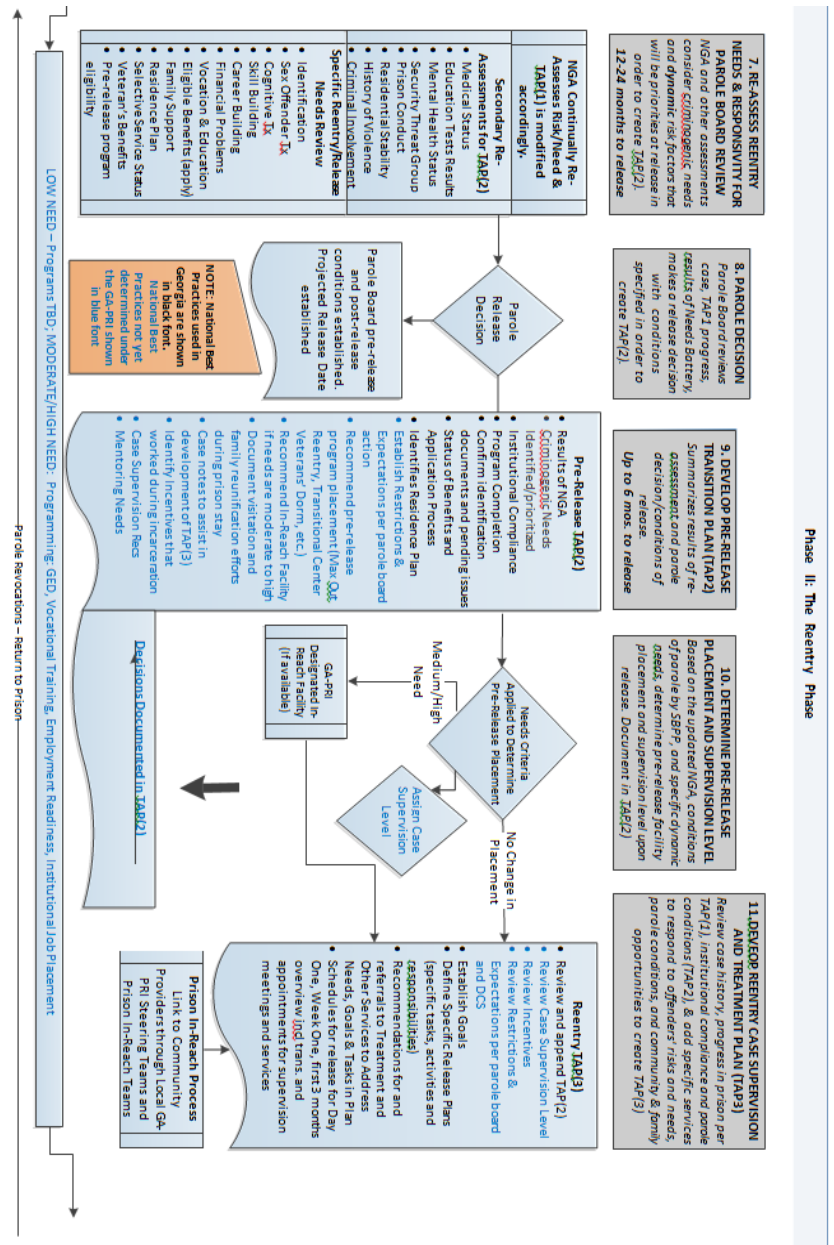 Phase II: The Reentry Phase
7. RE-ASSESS REENTRY
NEEDS & RESPONSIVITY FOR
PAROLE BOARD REVIEW
NGA and other assessments
consider criminogenic needs
and dynamic risk factors that
will be priorities at release in
order to create TAP(2).
12-24 months to release
8. PAROLE DECISION
Parole Board reviews
case, TAP1 progress,
results of Needs Battery,
makes a release decision
with conditions
specified in order to
create TAP(2).
9. DEVELOP PRE-RELEASE
TRANSITION PLAN (TAP2)
Summarizes results of re-
assessment and parole
decision/conditions of
release.
Up to 6 mos. to release
10. DETERMINE PRE-RELEASE
PLACEMENT AND SUPERVISION LEVEL
Based on the updated NGA, conditions
of parole by SBPP, and specific dynamic
needs, determine pre-release facility
placement and supervision level upon
release. Document in TAP(2)
11.DEVEOP REENTRY CASE SUPERVISION
AND TREATMENT PLAN (TAP3)
Review case history, progress in prison per
TAP(1), institutional compliance and parole
conditions (TAP2), & add specific services
to respond to offenders' risks and needs,
parole conditions, and community & family
opportunities to create TAP(3)
NGA Continually Re-
Assesses Risk/Need &
TAP(1) is modified
accordingly.
Secondary Re-
Assessments for TAP(2)
• Medical Status
• Education Tests Results
• Mental Health Status
• Security Threat Group
• Prison Conduct
• Residential Stability
• History of Violence
• Criminal Involvement
Specific Reentry/Release
Needs Review
• Identification
• Sex Offender Tx
• Cognitive Tx
• Skill Building
• Career Building
• Financial Problems
• Vocation & Education
• Eligible Benefits (apply)
• Family Support
• Residence Plan
• Selective Service Status
• Veteran's Benefits
• Pre-release program
eligibility
Parole
Release
Decision
Parole Board pre-release
and post-release
conditions established.
Projected Release Date
established
NOTE: National Best
Practices used in
Georgia are shown
in black font.
National Best
Practices not yet
determined under
the GA-PRI shown
in blue font
Pre-Release TAP(2)
• Results of NGA
• Criminogenic Needs
Identified/prioritized
• Institutional Compliance
• Program Completion
• Confirm identification
documents and pending issues
• Status of Benefits and
Application Process
• Identifies Residence Plan
• Establish Restrictions &
Expectations per parole board
action
• Recommend pre-release
program placement (Max Out
Reentry, Transitional Center
Veterans' Dorm, etc.)
• Recommend In-Reach Facility
if needs are moderate to high
• Document visitation and
family reunification efforts
during prison stay
• Case notes to assist in
development of TAP(3)
• Identify Incentives that
worked during incarceration
• Case Supervision Recs
• Mentoring Needs
Needs Criteria
Applied to Determine
Pre-Release Placement
Medium/High
Need
No Change in
Placement
GA-PRI
Designated In-
Reach Facility
(If available)
Assign Case
Supervision
Level
Decisions Documented in TAP(2)
Reentry TAP(3)
• Review and append TAP(2)
• Review Case Supervision Level
• Review Incentives
• Review Restrictions &
Expectations per parole board
and DCS
• Establish Goals
• Define Specific Release Plans
(specific tasks, activities and
responsibilities)
• Recommendations for and
referrals to Treatment and
Other Services to Address
Needs, Goals & Tasks in Plan
• Schedules for release for Day
One, Week One, first 3 months
overview ind trans. and
appointments for supervision
meetings and services
Prison In-Reach Process
Link to Community
Providers through Local GA-
PRI Steering Teams and
Prison In-Reach Teams
LOW NEED – Programs TBD; MODERATE/HIGH NEED: Programming: GED, Vocational Training, Employment Readiness, Institutional Job Placement
Parole Revocations – Return to Prison